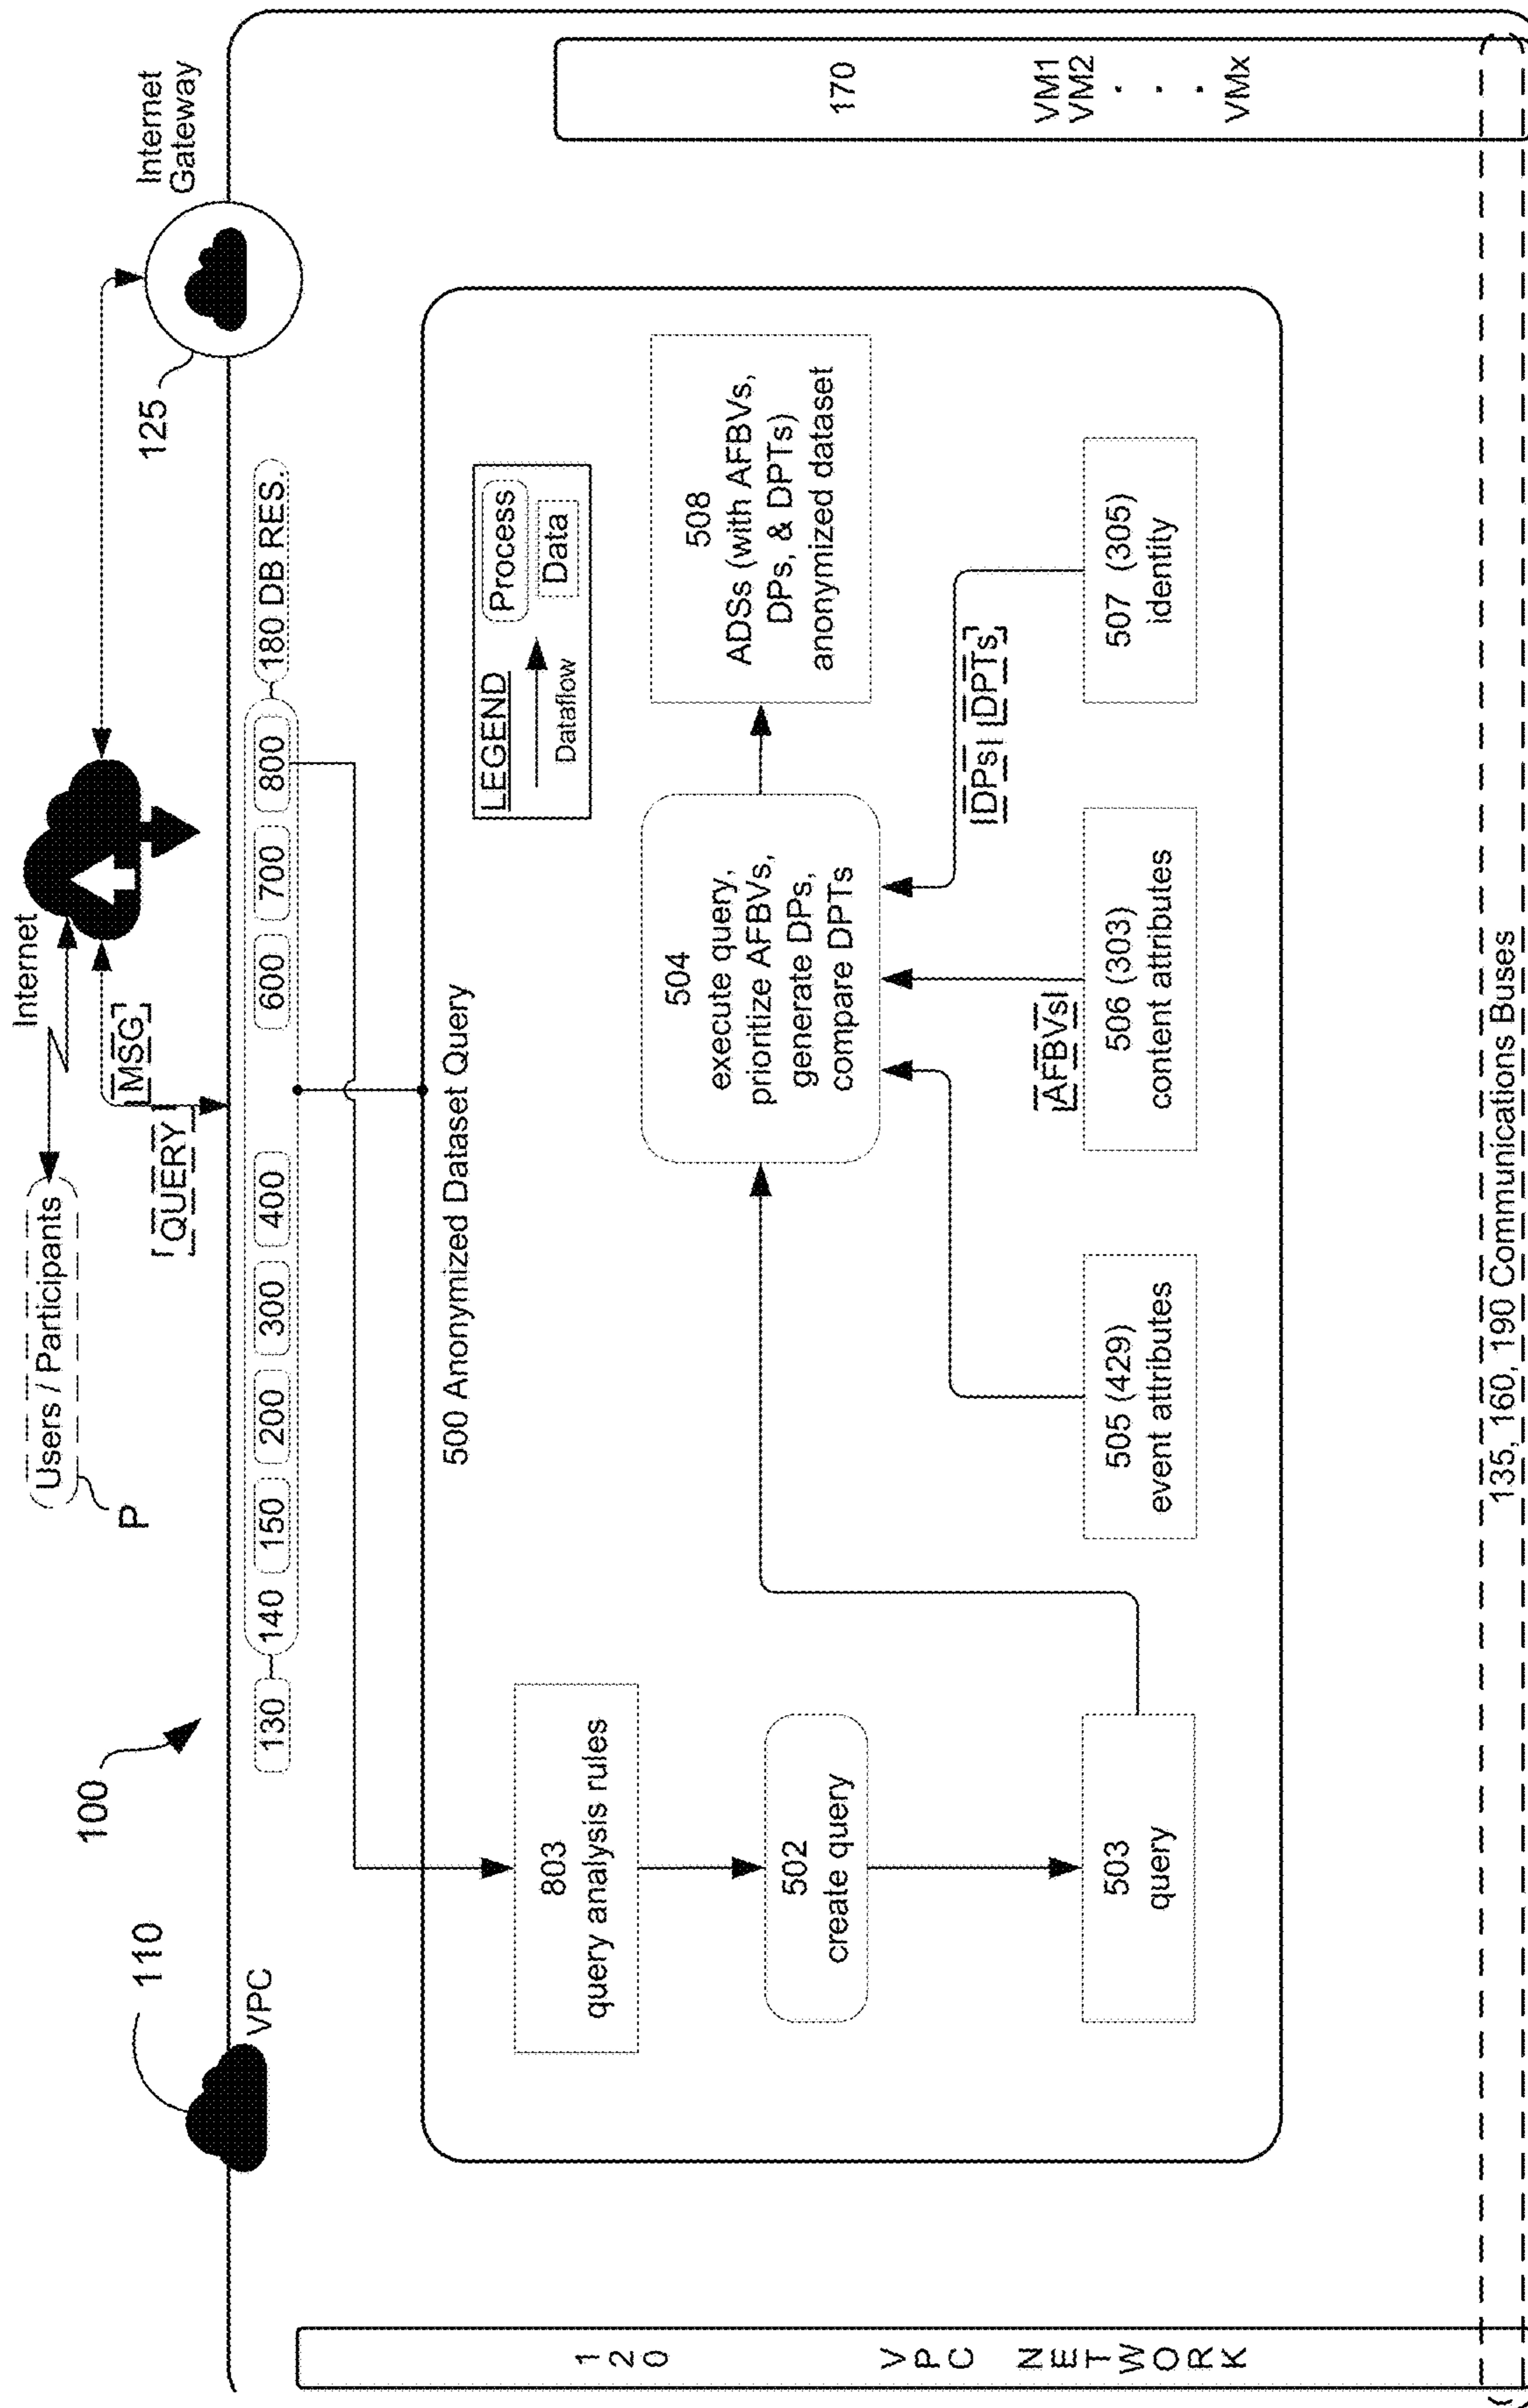 Users / Participants
P
Internet
[MSG]
[QUERY]
Internet
Gateway
125
100
110
VPC
130
140
150
200
300
400
600
700
800
180 DB RES.
500 Anonymized Dataset Query
LEGEND
Process
Dataflow
Data
803
query analysis rules
502
create query
503
query
504
execute query,
prioritize AFBVs,
generate DPs,
compare DPTs
508
ADSs (with AFBVs,
DPs, & DPTs)
anonymized dataset
[AFBVs]
[DPs] [DPTs]
505 (429)
event attributes
506 (303)
content attributes
507 (305)
identity
120
VPC NETWORK
170
VM1
VM2
.
.
.
VMx
135, 160, 190 Communications Buses